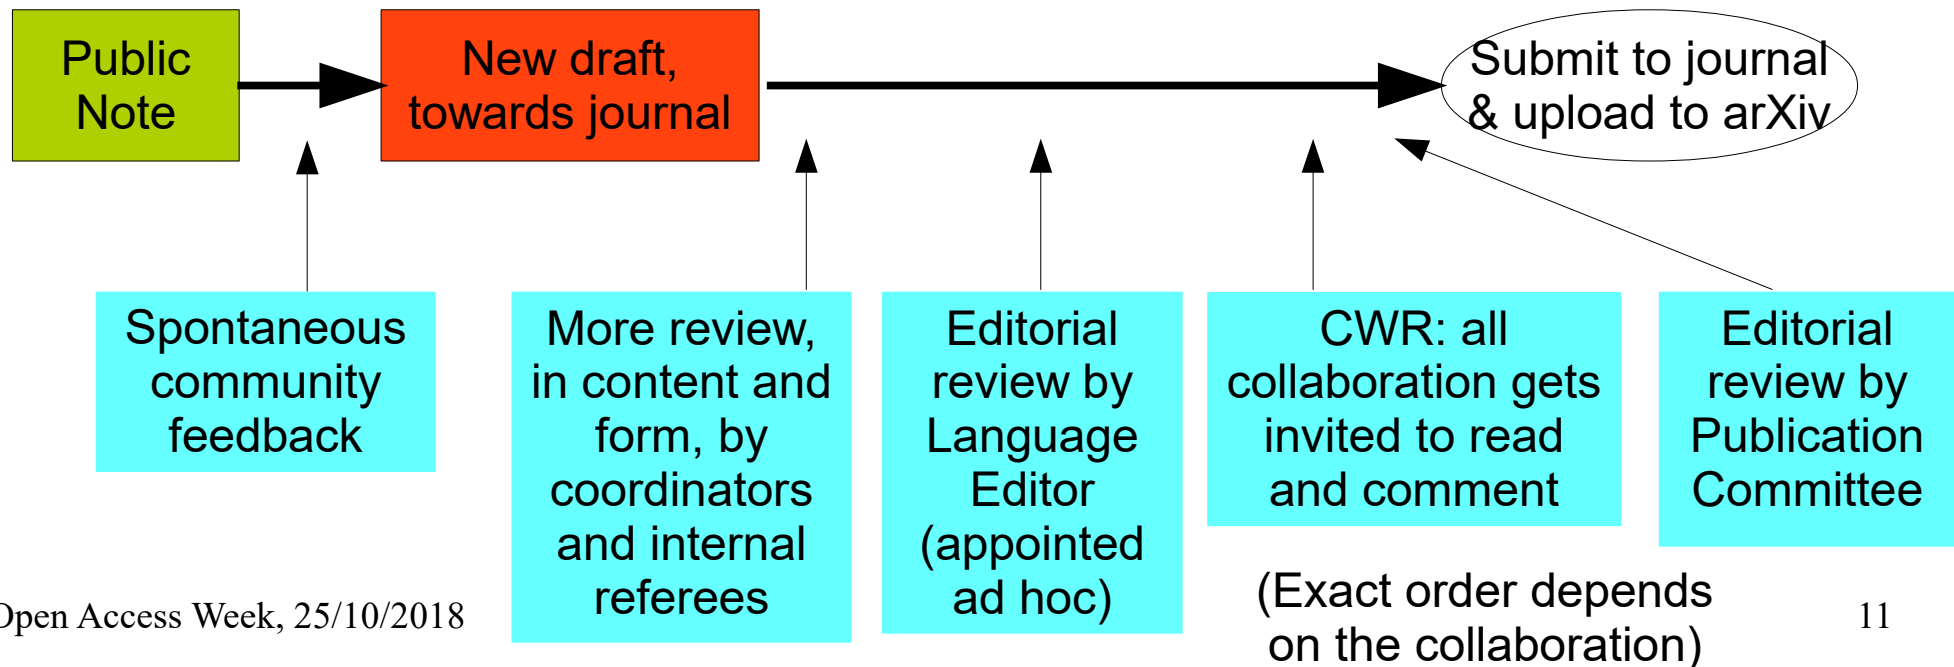 Public
Note
New draft,
towards journal
Submit to journal
& upload to arXiv
Spontaneous
community
feedback
More review,
in content and
form, by
coordinators
and internal
referees
Editorial
review by
Language
Editor
(appointed
ad hoc)
CWR: all
collaboration gets
invited to read
and comment
Editorial
review by
Publication
Committee
(Exact order depends
on the collaboration)
Open Access Week, 25/10/2018
11